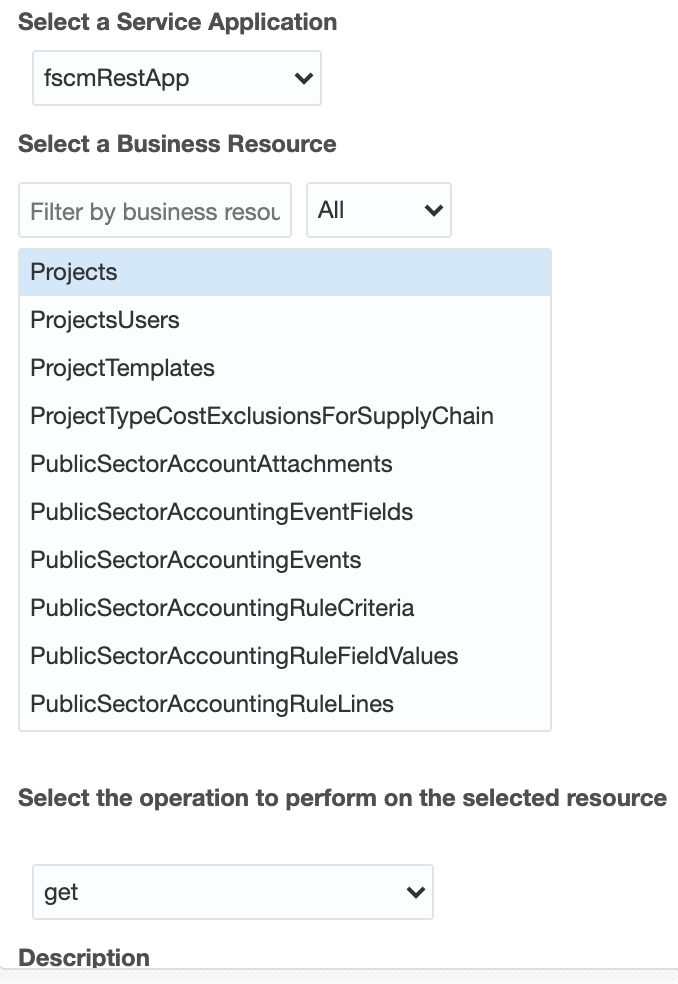 Select a Service Application
fscmRestApp
Select a Business Resource
Filter by business resou
All
Projects
ProjectsUsers
ProjectTemplates
ProjectTypeCostExclusionsForSupplyChain
PublicSectorAccountAttachments
PublicSectorAccountingEventFields
PublicSectorAccountingEvents
PublicSectorAccountingRuleCriteria
PublicSectorAccountingRuleFieldValues
PublicSectorAccountingRuleLines
Select the operation to perform on the selected resource
get
Description